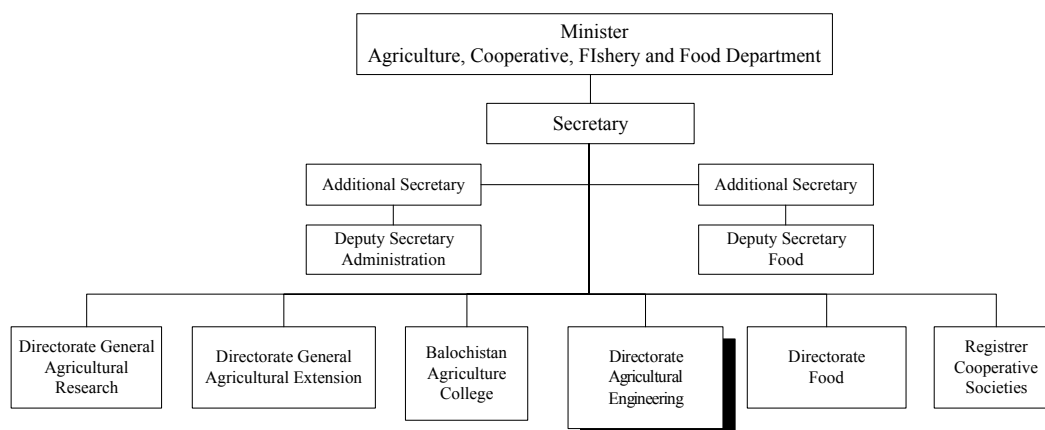 Minister
Agriculture, Cooperative, FIshery and Food Department
Secretary
Additional Secretary
Additional Secretary
Deputy Secretary
Administration
Deputy Secretary
Food
Directorate General
Agricultural
Research
Directorate General
Agricultural Extension
Balochistan
Agriculture
College
Directorate
Agricultural
Engineering
Directorate
Food
Registrer
Cooperative
Societies